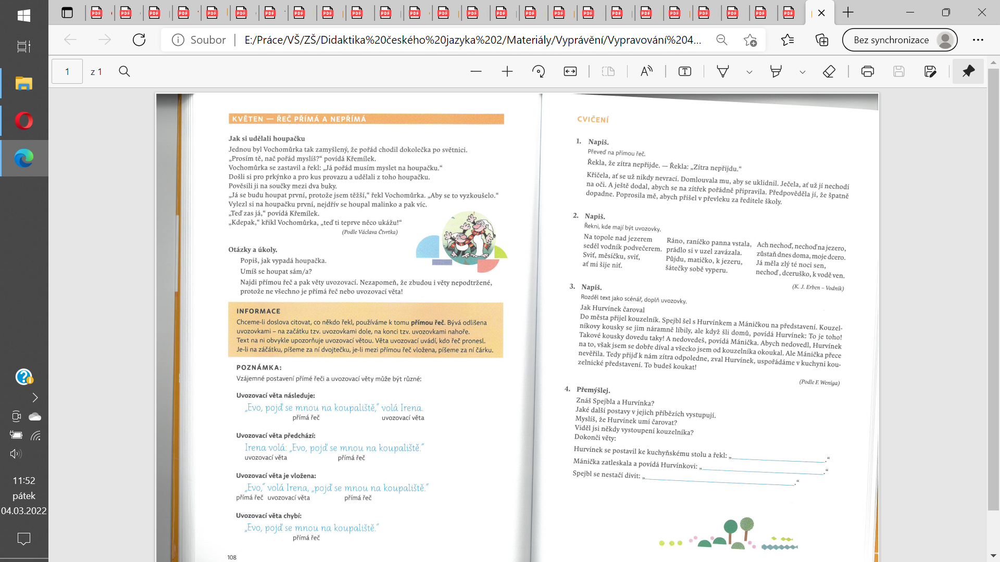 Soubor
E:/Práce/VŠ/ZŠ/Didaktika%20českého%20jazyka%202/Materiály/Vyprávění/Vypravování%204...
Bez synchronizace
1 z 1
KVĚTEN — ŘEČ PŘÍMÁ A NEPŘÍMÁ
Jak si udělali houpačku
Jednou byl Vochomůrka tak zamyšlený, že pořád chodil dokolečka po světnici.
„Prosím tě, nač pořád myslíš?“ povídá Křemílek.
Vochomůrka se zastavil a řekl: „Já pořád musím myslet na houpačku.“
Došli si pro prkýnko a pro kus provazu a udělali z toho houpačku.
Pověsili ji na součky mezi dva buky.
„Já se budu houpat první, protože jsem těžší,“ řekl Vochomůrka. „Aby se to vyzkoušelo.“
Vylezl si na houpačku první, nejdřív se houpal malinko a pak víc.
„Teď zas já,“ povídá Křemílek.
„Kdepak,“ křikl Vochomůrka, „teď ti teprve něco ukážu!“
(Podle Václava Čtvrtka)
Otázky a úkoly.
Popiš, jak vypadá houpačka.
Umíš se houpat sám/a?
Najdi přímou řeč a pak věty uvozovací. Nezapomeň, že zbudou i věty nepodtržené,
protože ne všechno je přímá řeč nebo uvozovací věta!
INFORMACE
Chceme-li doslova citovat, co někdo řekl, používáme k tomu přímou řeč. Bývá odlišena
uvozovkami – na začátku tzv. uvozovkami dole, na konci tzv. uvozovkami nahoře.
Text na ni obvykle upozorňuje uvozovací větou. Věta uvozovací uvádí, kdo řeč pronesl.
Je-li na záčátku, píšeme za ní dvojtečku, je-li mezi přímou řeč vložena, píšeme za ní čárku.
POZNÁMKA:
Vzájemné postavení přímé řeči a uvozovací věty může být různé:
Uvozovací věta následuje:
„Evo, pojď se mnou na koupaliště,“ volá Irena.
přímá řeč uvozovací věta
Uvozovací věta předchází:
Irena volá: „Evo, pojď se mnou na koupaliště.“
uvozovací věta přímá řeč
Uvozovací věta je vložena:
„Evo,“ volá Irena, „pojď se mnou na koupaliště.“
přímá řeč uvozovací věta přímá řeč
Uvozovací věta chybí:
„Evo, pojď se mnou na koupaliště.“
přímá řeč
108
CVIČENÍ
1. Napiš.
Převeď na přímou řeč.
Řekla, že zítra nepřijde. — Řekla: „Zítra nepřijdu.“
Křičela, ať se už nikdy nevrací. Domlouvala mu, aby se uklidnil. Ječela, ať už jí nechodí
na oči. A ještě dodal, abych se na zítřek pořádně připravila. Předpověděla jí, že špatně
dopadne. Poprosila mě, abych přišel v převleku za ředitele školy.
2. Napiš.
Řekni, kde mají být uvozovky.
Na topole nad jezerem
seděl vodník podvečerem.
Sviť, měsíčku, sviť,
ať mi šije niť.
Ráno, raníčko panna vstala,
prádlo si v uzel zavázala.
Půjdu, matičko, k jezeru,
šátečky sobě vyperu.
Ach nechoď, nechoď na jezero,
zůstaň dnes doma, moje dcero.
Já měla zlý té noci sen,
nechoď, dceruško, k vodě ven.
(K. J. Erben – Vodník)
3. Napiš.
Rozděl text jako scénář, doplň uvozovky.
Jak Hurvínek čaroval
Do města přijel kouzelník. Spejbl šel s Hurvínkem a Máničkou na představení. Kouzel-
níkovy kousky se jim náramně líbily, ale když šli domů, povídá Hurvínek: To je toho!
Takové kousky dovedu taky! A nedovedeš, povídá Mánička. Abych nedovedl, Hurvínek
na to, však jsem se dobře díval a všecko jsem od kouzelníka okoukal. Ale Mánička přece
nevěřila. Tedy přijď k nám zítra odpoledne, zval Hurvínek, uspořádáme v kuchyni kou-
zelnické představení. To budeš koukat!
(Podle F. Weniga)
4. Přemýšlej.
Znáš Spejbla a Hurvínka?
Jaké další postavy v jejich příbězích vystupují.
Myslíš, že Hurvínek umí čarovat?
Viděl jsi někdy vystoupení kouzelníka?
Dokonči věty:
Hurvínek se postavil ke kuchyňskému stolu a řekl: „____.“
Mánička zatleskala a povídá Hurvínkovi: „____.“
Spejbl se nestačí divit: „____.“
11:52
pátek
04.03.2022